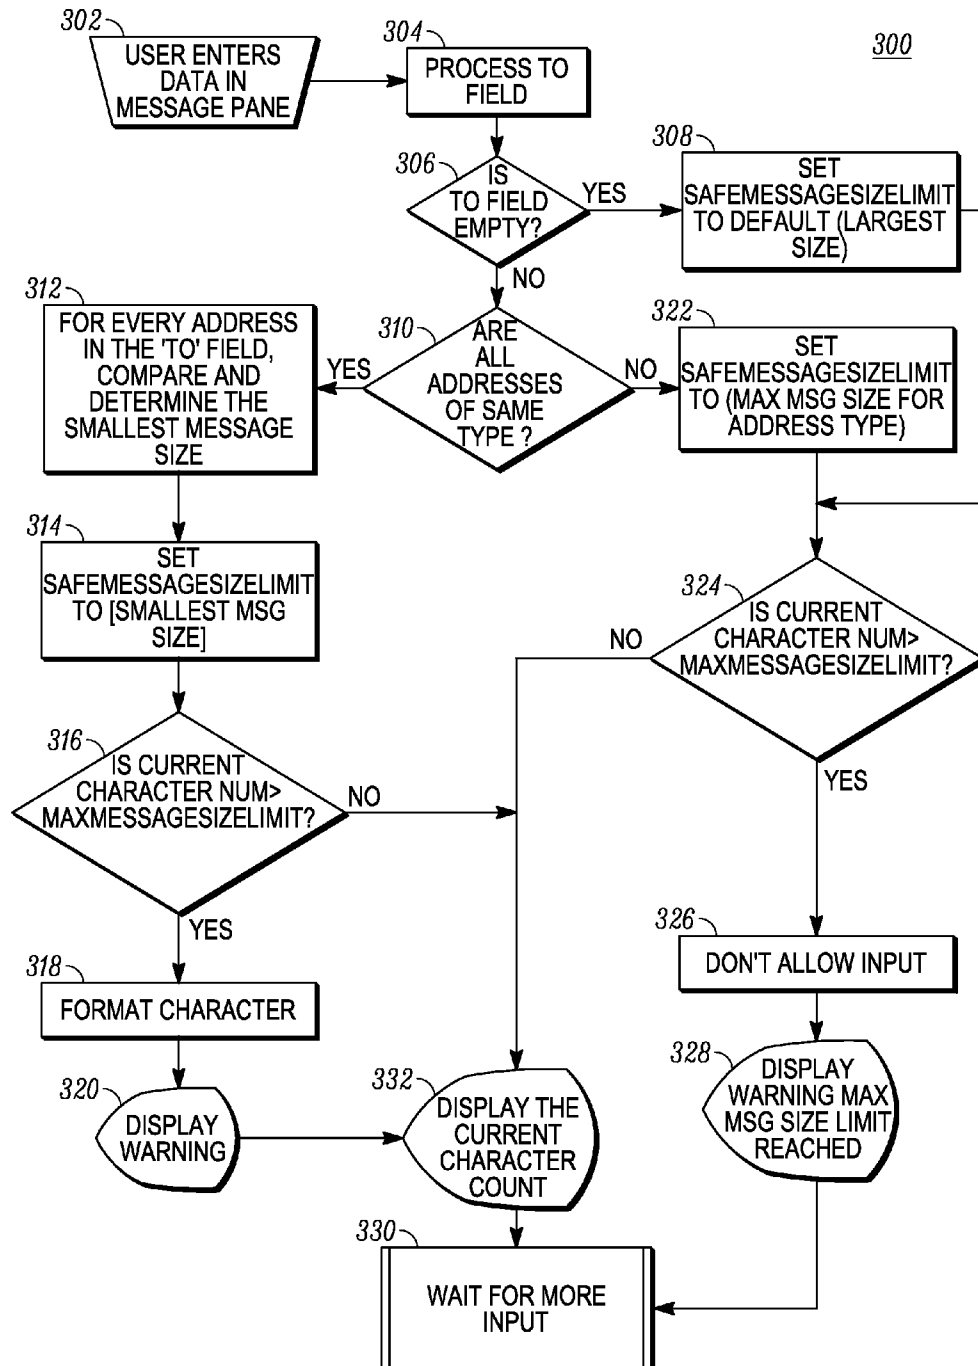 302
USER ENTERS
DATA IN
MESSAGE PANE
304
PROCESS TO
FIELD
300
306
IS
TO FIELD
EMPTY?
YES
NO
308
SET
SAFEMESSAGESIZELIMIT
TO DEFAULT (LARGEST
SIZE)
310
ARE
ALL
ADDRESSES
OF SAME
TYPE ?
YES
NO
312
FOR EVERY ADDRESS
IN THE 'TO' FIELD,
COMPARE AND
DETERMINE THE
SMALLEST MESSAGE
SIZE
322
SET
SAFEMESSAGESIZELIMIT
TO (MAX MSG SIZE FOR
ADDRESS TYPE)
314
SET
SAFEMESSAGESIZELIMIT
TO [SMALLEST MSG
SIZE]
324
IS CURRENT
CHARACTER NUM>
MAXMESSAGESIZELIMIT?
NO
YES
316
IS CURRENT
CHARACTER NUM>
MAXMESSAGESIZELIMIT?
NO
YES
318
FORMAT CHARACTER
326
DON'T ALLOW INPUT
320
DISPLAY
WARNING
332
DISPLAY THE
CURRENT
CHARACTER
COUNT
328
DISPLAY
WARNING MAX
MSG SIZE LIMIT
REACHED
330
WAIT FOR MORE
INPUT